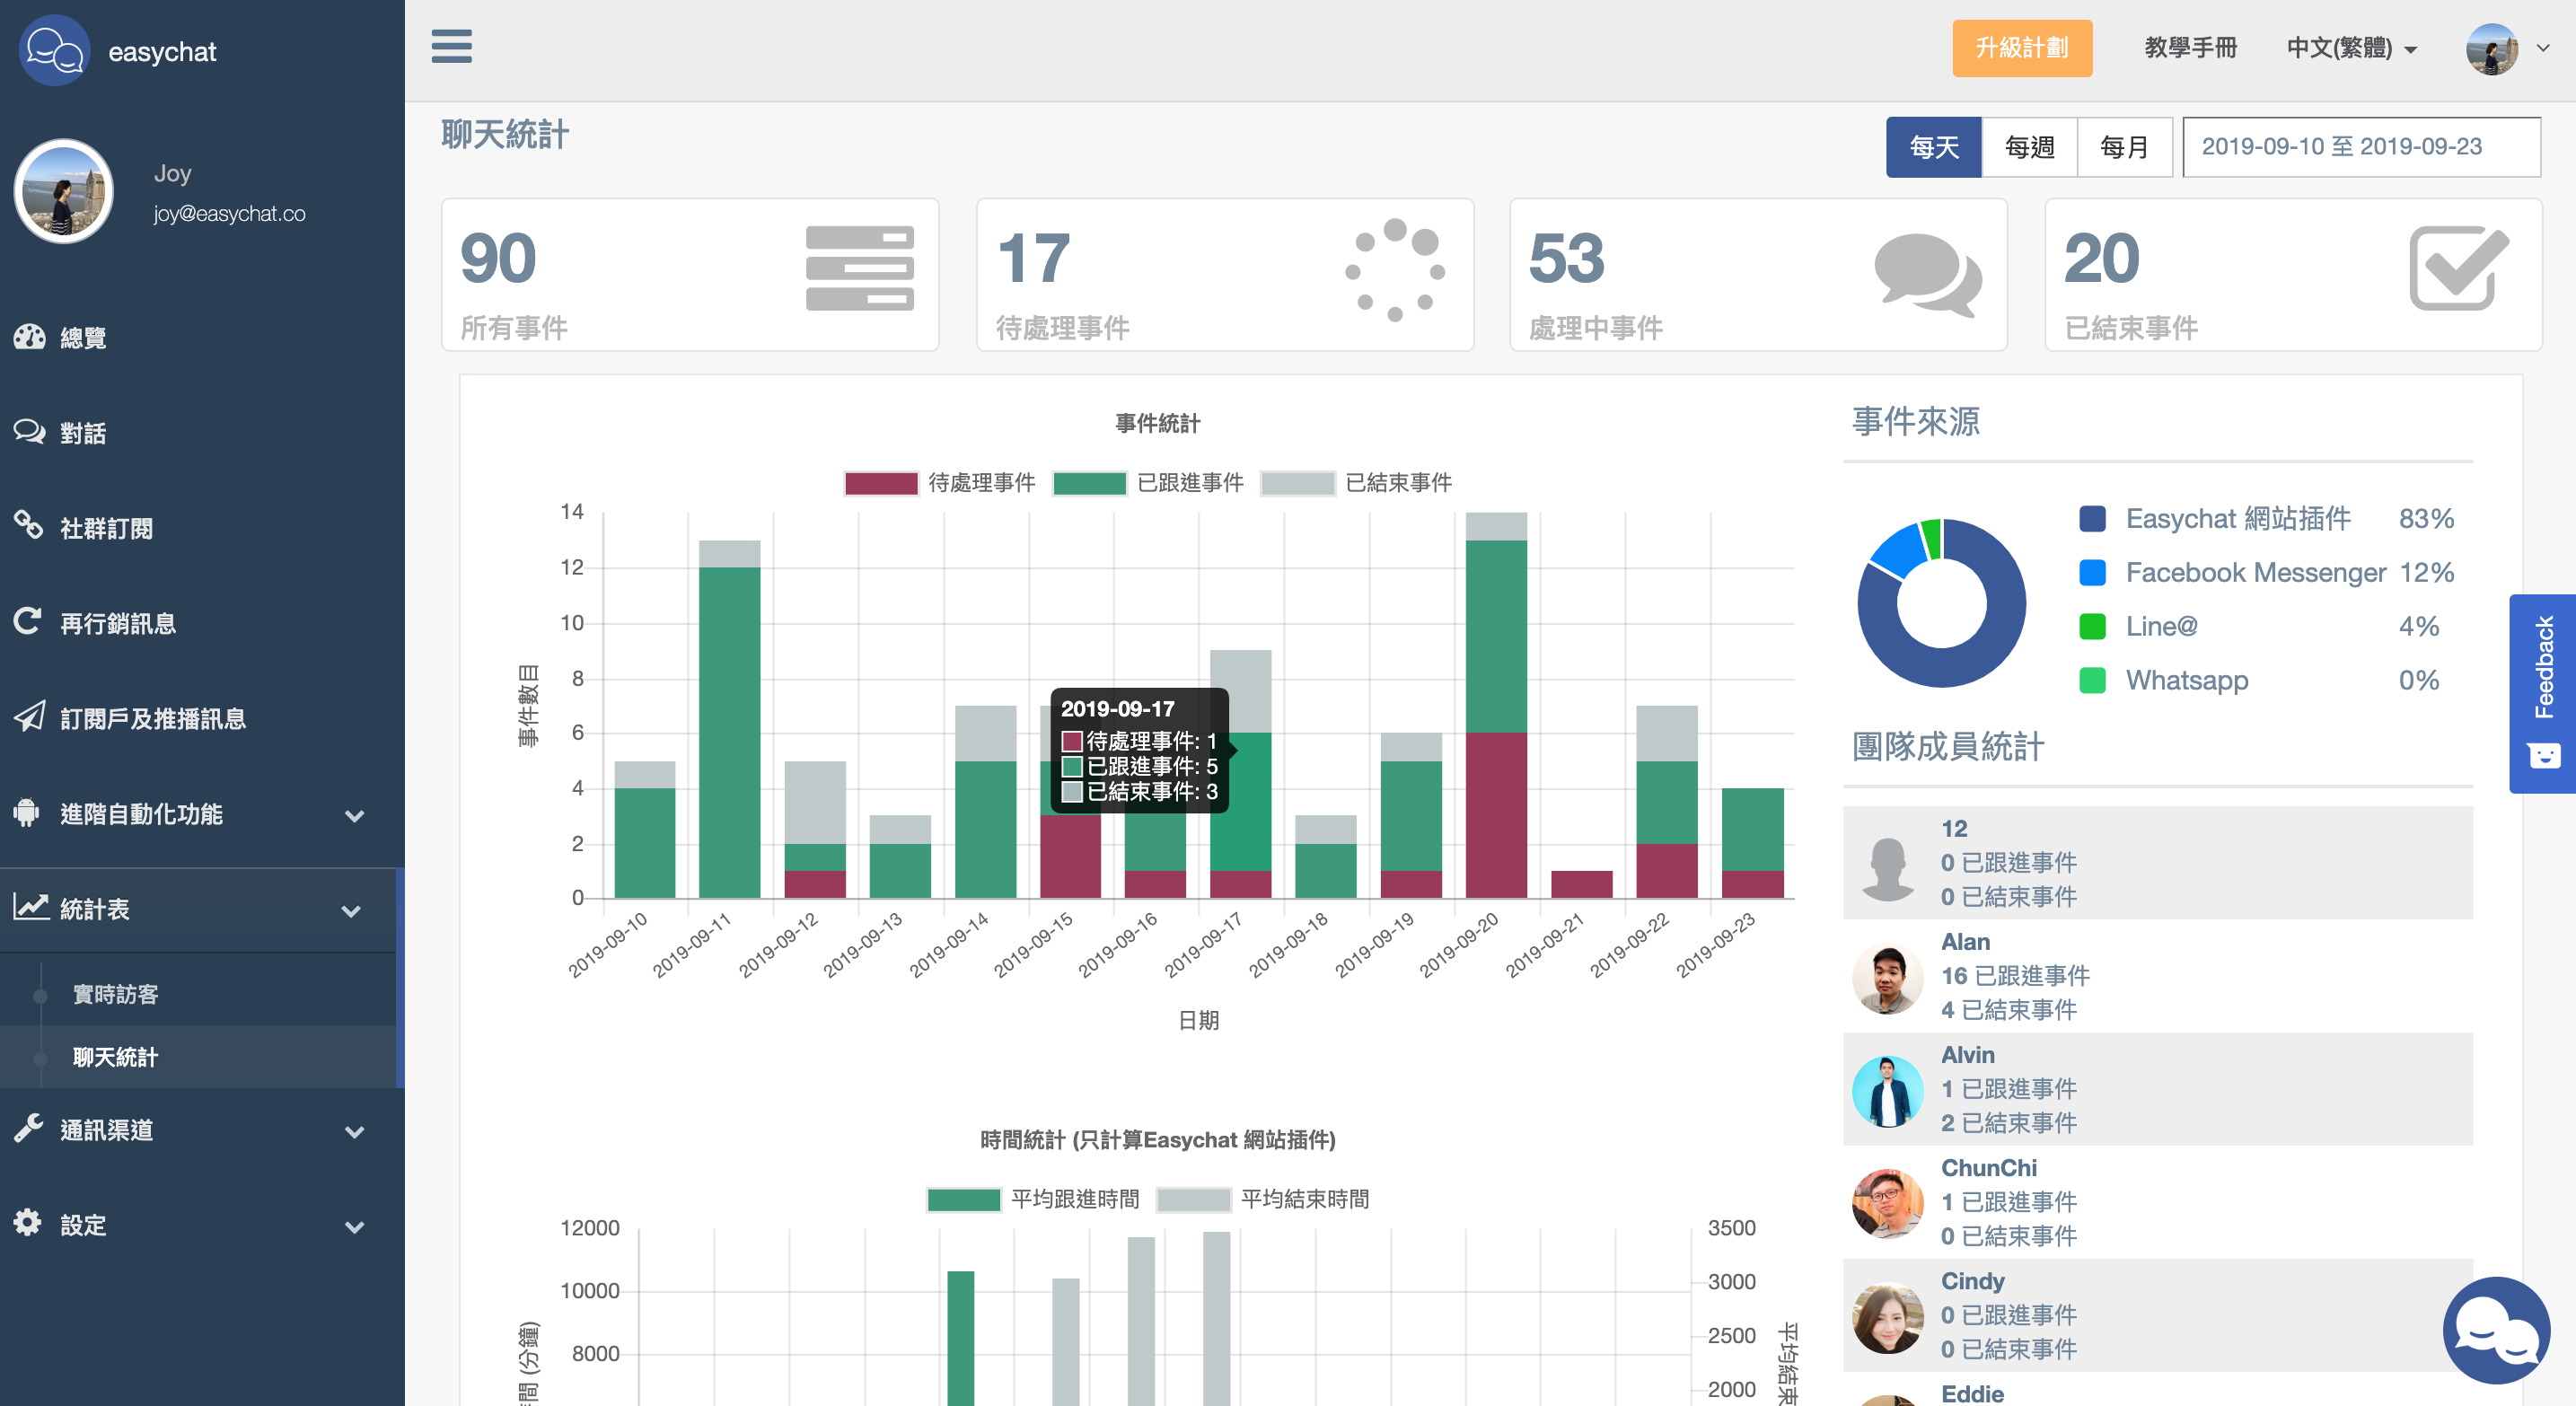 easychat
升級計劃
教學手冊
中文(繁體)
Joy
joy@easychat.co
總覽
對話
社群訂閱
再行銷訊息
訂閱戶及推播訊息
進階自動化功能
統計表
實時訪客
聊天統計
通訊渠道
設定
聊天統計
每天
每週
每月
2019-09-10 至 2019-09-23
90
所有事件
17
待處理事件
53
處理中事件
20
已結束事件
事件統計
待處理事件
已跟進事件
已結束事件
14
12
10
8
6
4
2
0
事件數目
2019-09-17
待處理事件: 1
已跟進事件: 5
已結束事件: 3
2019-09-10
2019-09-11
2019-09-12
2019-09-13
2019-09-14
2019-09-15
2019-09-16
2019-09-17
2019-09-18
2019-09-19
2019-09-20
2019-09-21
2019-09-22
2019-09-23
日期
時間統計 (只計算Easychat 網站插件)
平均跟進時間
平均結束時間
12000
10000
8000
間 (分鐘)
3500
3000
2500
2000
平均結束
事件來源
Easychat 網站插件 83%
Facebook Messenger 12%
Line@ 4%
Whatsapp 0%
團隊成員統計
12
0 已跟進事件
0 已結束事件
Alan
16 已跟進事件
4 已結束事件
Alvin
1 已跟進事件
2 已結束事件
ChunChi
1 已跟進事件
0 已結束事件
Cindy
0 已跟進事件
0 已結束事件
Eddie
Feedback